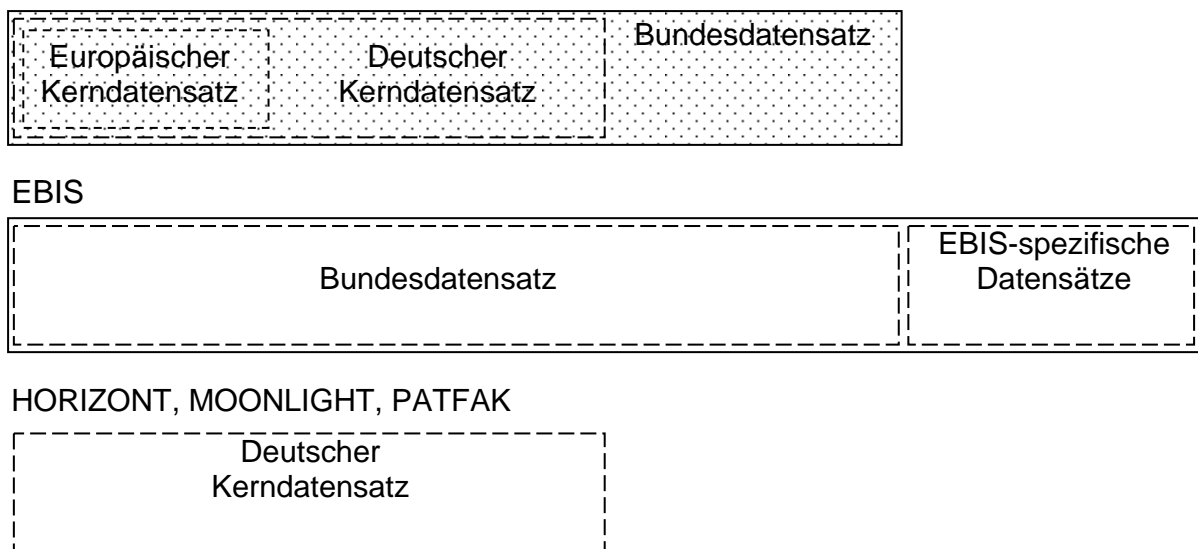 Europäischer
Kerndatensatz
Deutscher
Kerndatensatz
Bundesdatensatz
EBIS
Bundesdatensatz
EBIS-spezifische
Datensätze
HORIZONT, MOONLIGHT, PATFAK
Deutscher
Kerndatensatz